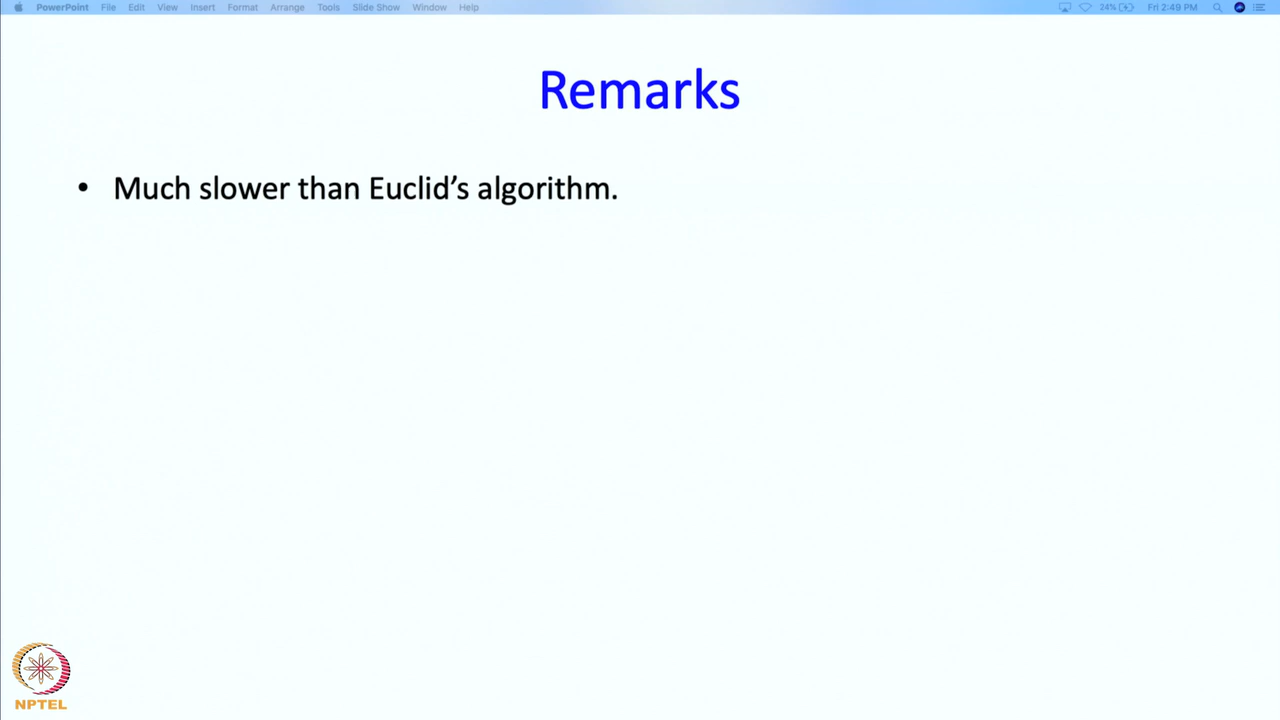 PowerPoint File Edit View Insert Format Arrange Tools Slide Show Window Help 24% Fri 2:49 PM
Remarks
• Much slower than Euclid’s algorithm.
NPTEL